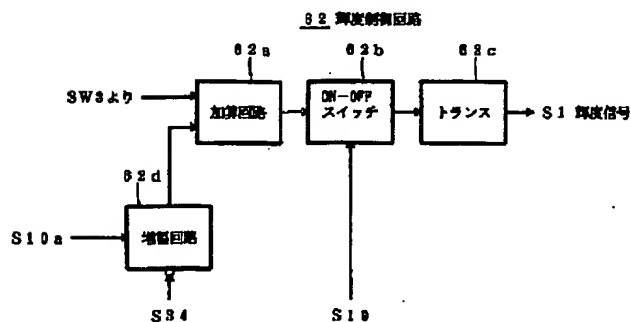 62 輝度制御回路
62a
62b
62c
SW3より
加算回路
ON-OFF
スイッチ
トランス
S1 輝度信号
62d
S10a
増幅回路
S34
S19